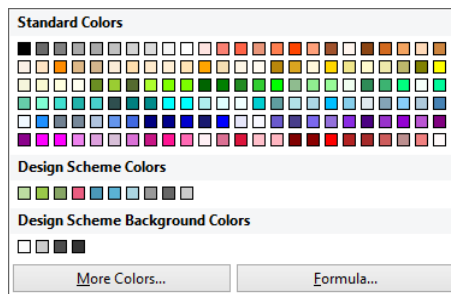 Standard Colors
Design Scheme Colors
Design Scheme Background Colors
More Colors...
Formula...